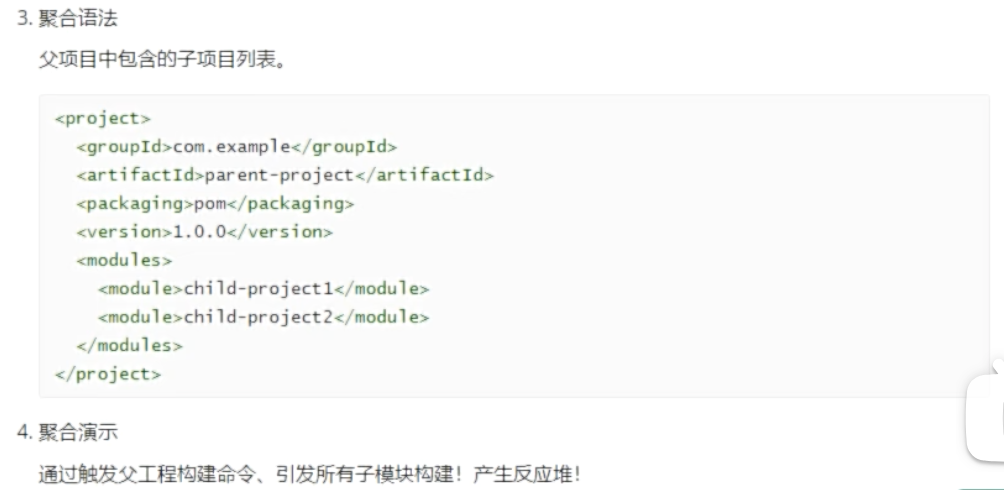 3. 聚合语法
父项目中包含的子项目列表。
<project>
  <groupId>com.example</groupId>
  <artifactId>parent-project</artifactId>
  <packaging>pom</packaging>
  <version>1.0.0</version>
  <modules>
    <module>child-project1</module>
    <module>child-project2</module>
  </modules>
</project>
4. 聚合演示
通过触发父工程构建命令、引发所有子模块构建！产生反应堆！